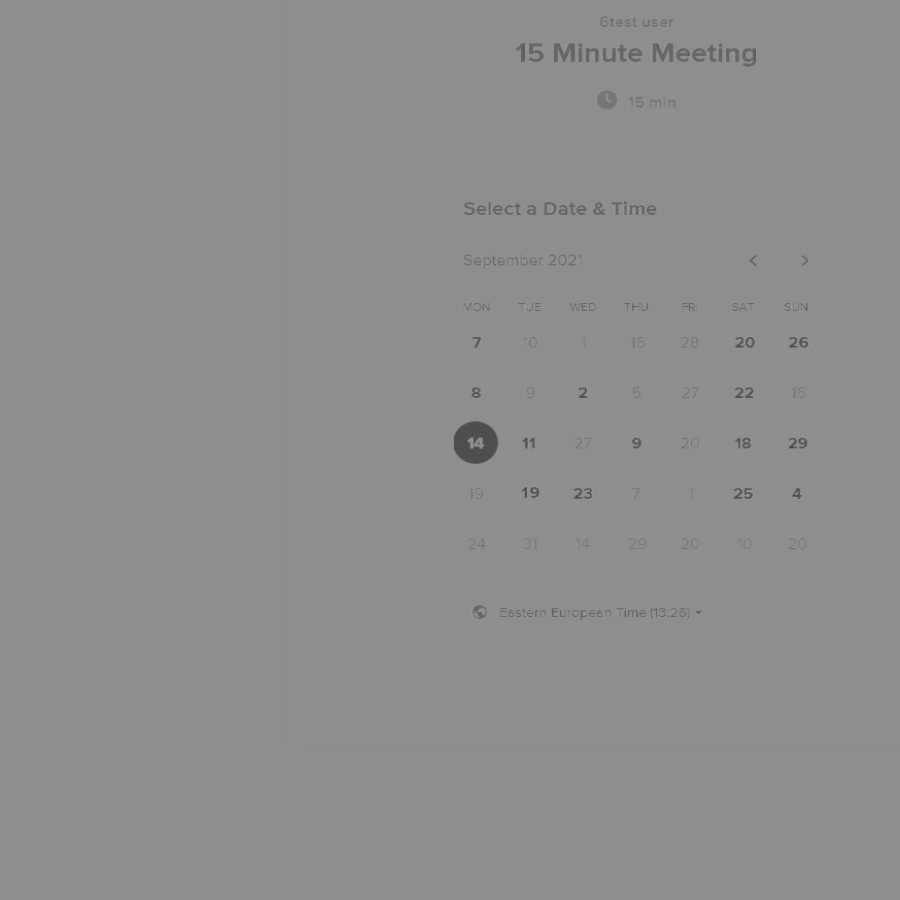 6test user
15 Minute Meeting
15 min
Select a Date & Time
September 2021
MON TUE WED THU FRI SAT SUN
7 10 1 15 28 20 26
8 9 2 5 27 22 15
14 11 27 9 20 18 29
19 19 23 7 1 25 4
24 31 14 29 20 10 20
Eastern European Time (13:26)